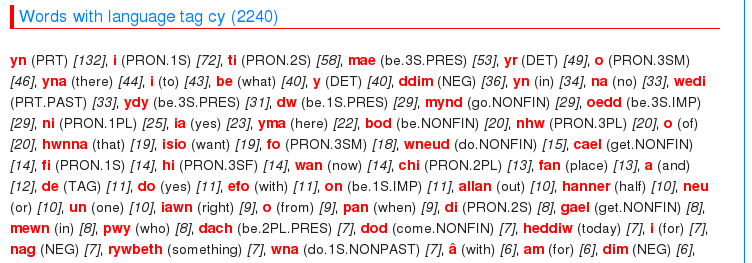 Words with language tag cy (2240)
yn (PRT) [132], i (PRON.1S) [72], ti (PRON.2S) [58], mae (be.3S.PRES) [53], yr (DET) [49], o (PRON.3SM)
[46], yna (there) [44], i (to) [43], be (what) [40], y (DET) [40], ddim (NEG) [36], yn (in) [34], na (no) [33], wedi
(PRT.PAST) [33], ydy (be.3S.PRES) [31], dw (be.1S.PRES) [29], mynd (go.NONFIN) [29], oedd (be.3S.IMP)
[29], ni (PRON.1PL) [25], ia (yes) [23], yma (here) [22], bod (be.NONFIN) [20], nhw (PRON.3PL) [20], o (of)
[20], hwnna (that) [19], isio (want) [19], fo (PRON.3SM) [18], wneud (do.NONFIN) [15], cael (get.NONFIN)
[14], fi (PRON.1S) [14], hi (PRON.3SF) [14], wan (now) [14], chi (PRON.2PL) [13], fan (place) [13], a (and)
[12], de (TAG) [11], do (yes) [11], efo (with) [11], on (be.1S.IMP) [11], allan (out) [10], hanner (half) [10], neu
(or) [10], un (one) [10], iawn (right) [9], o (from) [9], pan (when) [9], di (PRON.2S) [8], gael (get.NONFIN) [8],
mewn (in) [8], pwy (who) [8], dach (be.2PL.PRES) [7], dod (come.NONFIN) [7], heddiw (today) [7], i (for) [7],
nag (NEG) [7], rywbeth (something) [7], wna (do.1S.NONPAST) [7], â (with) [6], am (for) [6], dim (NEG) [6],